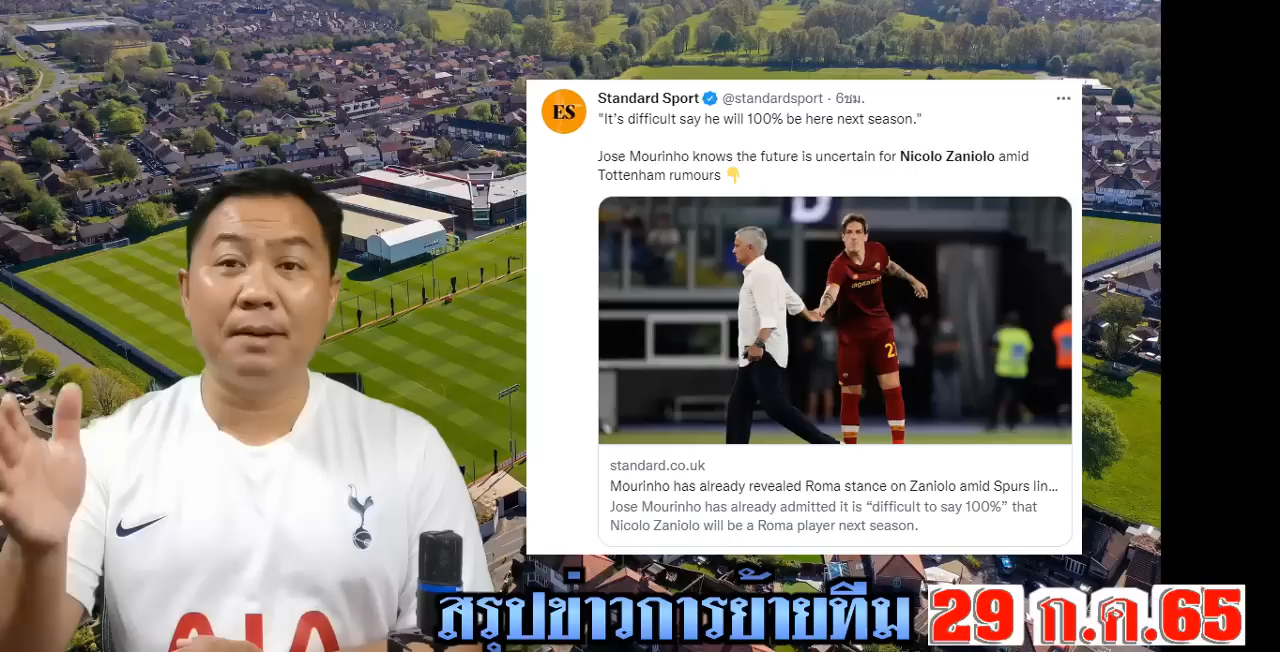 ES
Standard Sport @standardsport · 6ชม.
"It's difficult say he will 100% be here next season."
Jose Mourinho knows the future is uncertain for Nicolo Zaniolo amid
Tottenham rumours
digitalbits
standard.co.uk
Mourinho has already revealed Roma stance on Zaniolo amid Spurs lin...
Jose Mourinho has already admitted it is “difficult to say 100%” that
Nicolo Zaniolo will be a Roma player next season.
AIA
สรุปข่าวการย้ายทีม 29 ก.ค.65